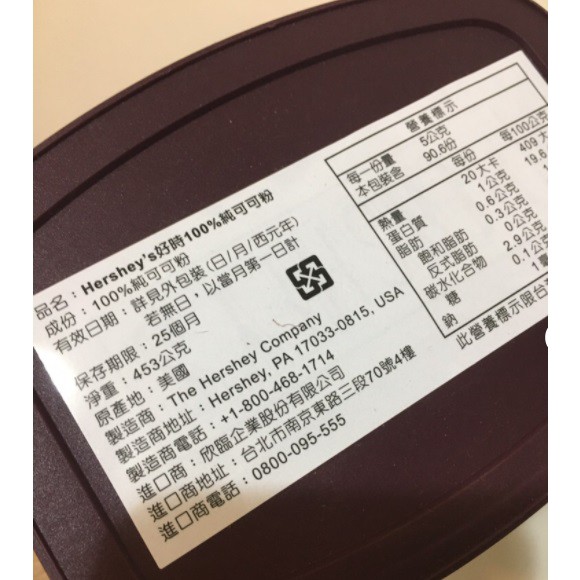 品名：Hershey's好時100%純可可粉
成份：100%純可可粉
有效日期：詳見外包裝(日/月/西元年)
若無日，以當月第一日計
保存期限：25個月
淨重：453公克
原產地：美國
製造商：The Hershey Company
製造商地址：Hershey, PA 17033-0815, USA
製造商電話：+1-800-468-1714
進口商：欣臨企業股份有限公司
進口商地址：台北市南京東路三段70號4樓
進口商電話：0800-095-555
營養標示
每一份量 5公克
本包裝含 90.6份
每份 每100公克
熱量 20大卡 409大
蛋白質 1公克 19.6
脂肪 0.6公克
飽和脂肪 0.3公克
反式脂肪 0公克
碳水化合物 2.9公克
糖 0.1公克
鈉
此營養標示限台